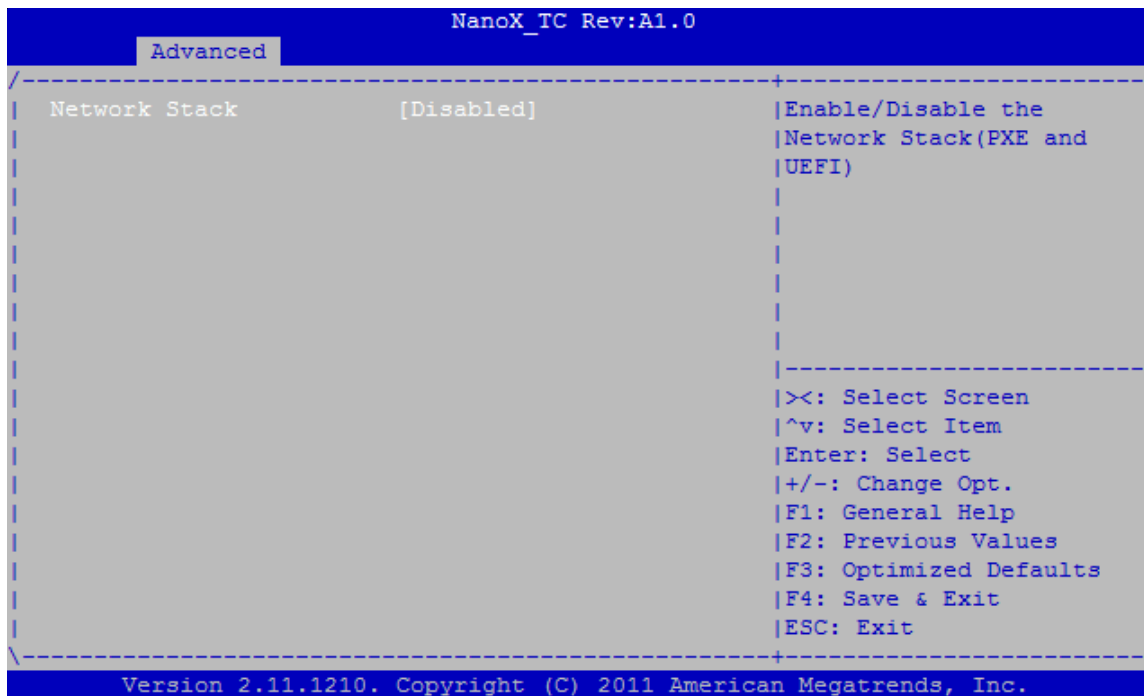 NanoX_TC Rev:A1.0
Advanced
/----------------------------------------------------+-------------------------
| Network Stack [Disabled] |Enable/Disable the
| |Network Stack(PXE and
| |UEFI)
| |
| |
| |
| |
| |
| |
| |-------------------------
| |><: Select Screen
| |^v: Select Item
| |Enter: Select
| |+/-: Change Opt.
| |F1: General Help
| |F2: Previous Values
| |F3: Optimized Defaults
| |F4: Save & Exit
| |ESC: Exit
\----------------------------------------------------+-------------------------
Version 2.11.1210. Copyright (C) 2011 American Megatrends, Inc.